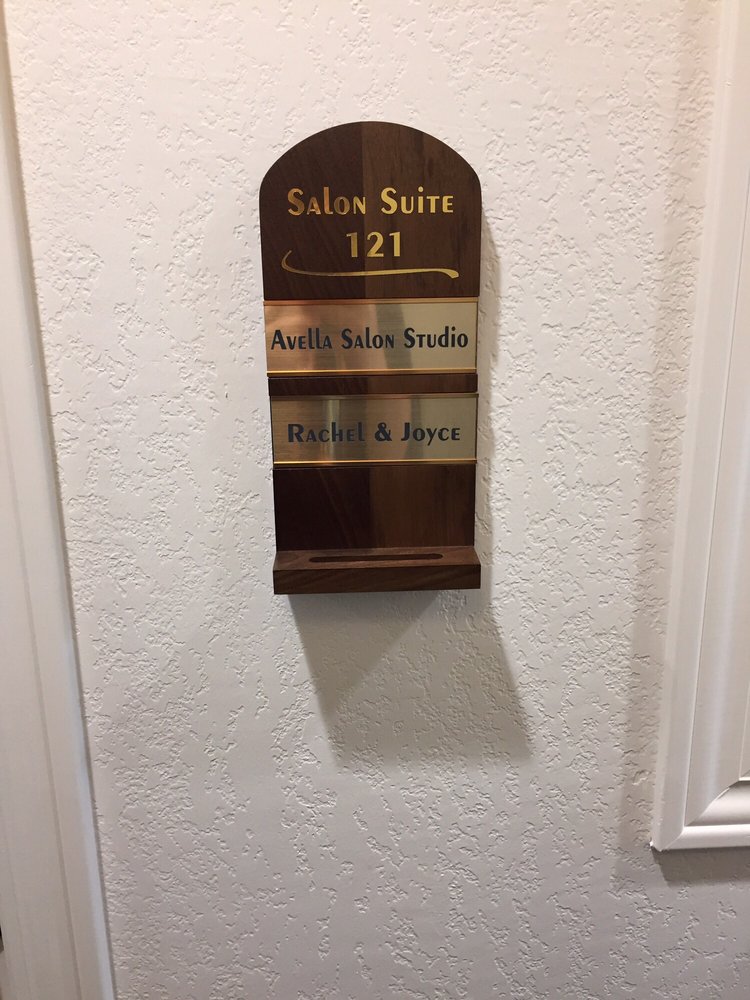 Salon Suite
121
Avella Salon Studio
Rachel & Joyce